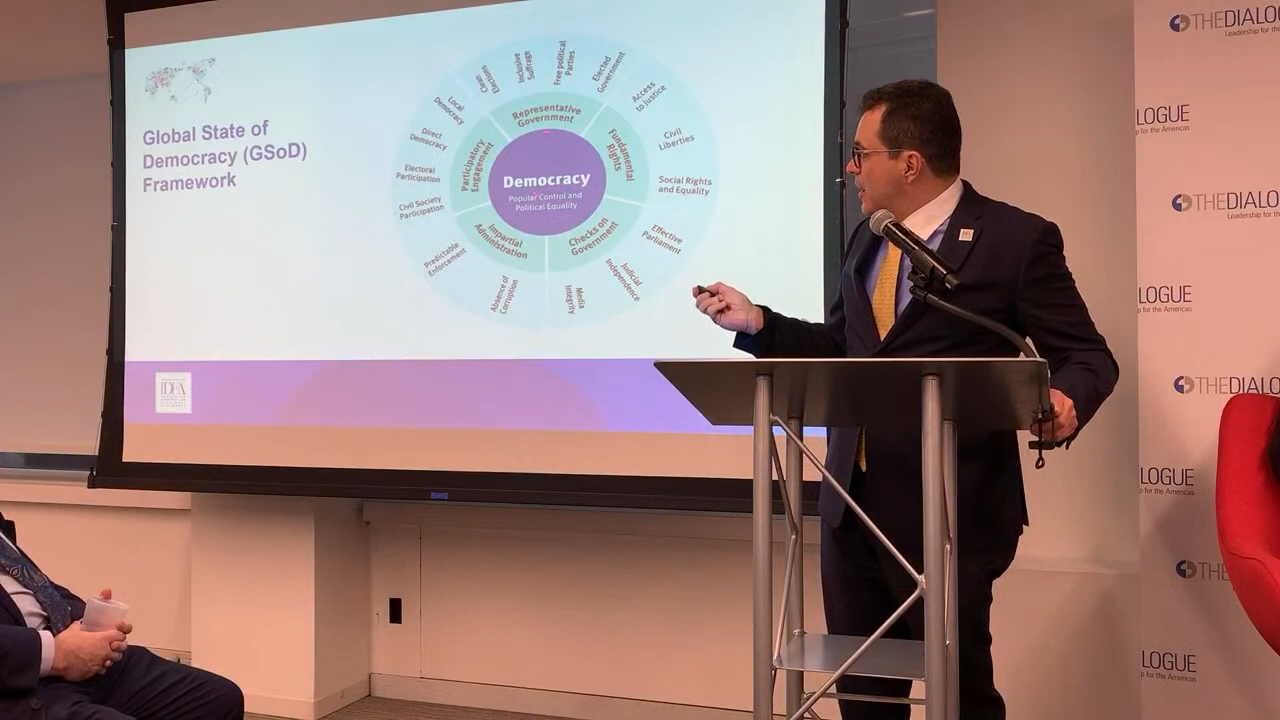 Global State of
Democracy (GSoD)
Framework
Democracy
Popular Control and
Political Equality
Representative
Government
Fundamental
Rights
Checks on
Government
Impartial
Administration
Participatory
Engagement
Clean
Elections
Inclusive
Suffrage
Free political
Parties
Elected
Government
Access
to Justice
Civil
Liberties
Social Rights
and Equality
Effective
Parliament
Judicial
Independence
Media
Integrity
Absence of
Corruption
Predictable
Enforcement
Civil Society
Participation
Electoral
Participation
Direct
Democracy
Local
Democracy
IDEA
THEDIALO
Leadership for the
LOGUE
p for the Americas
THEDIALO
Leadership for the
LOGUE
p for the Americas
THEDIALO
LOGUE
p for the Americas
THE
LOGUE
p for the Americas